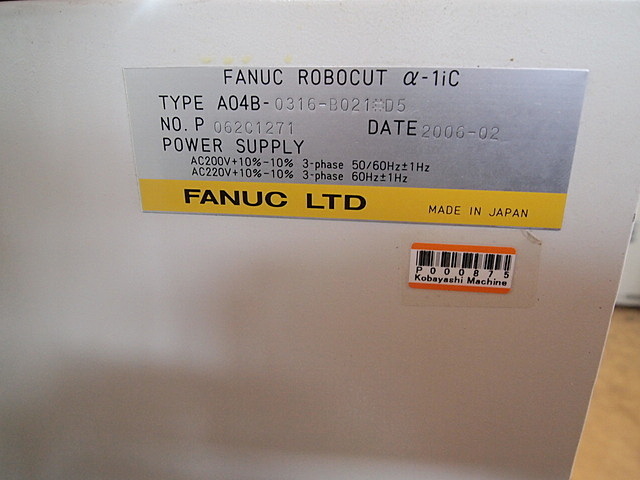 FANUC ROBOCUT α-1iC
TYPE A04B-0316-B021#D5
NO. P 062C1271 DATE 2006-02
POWER SUPPLY
AC200V+10%-10% 3-phase 50/60Hz±1Hz
AC220V+10%-10% 3-phase 60Hz±1Hz
FANUC LTD MADE IN JAPAN
P000875
Kobayashi Machine